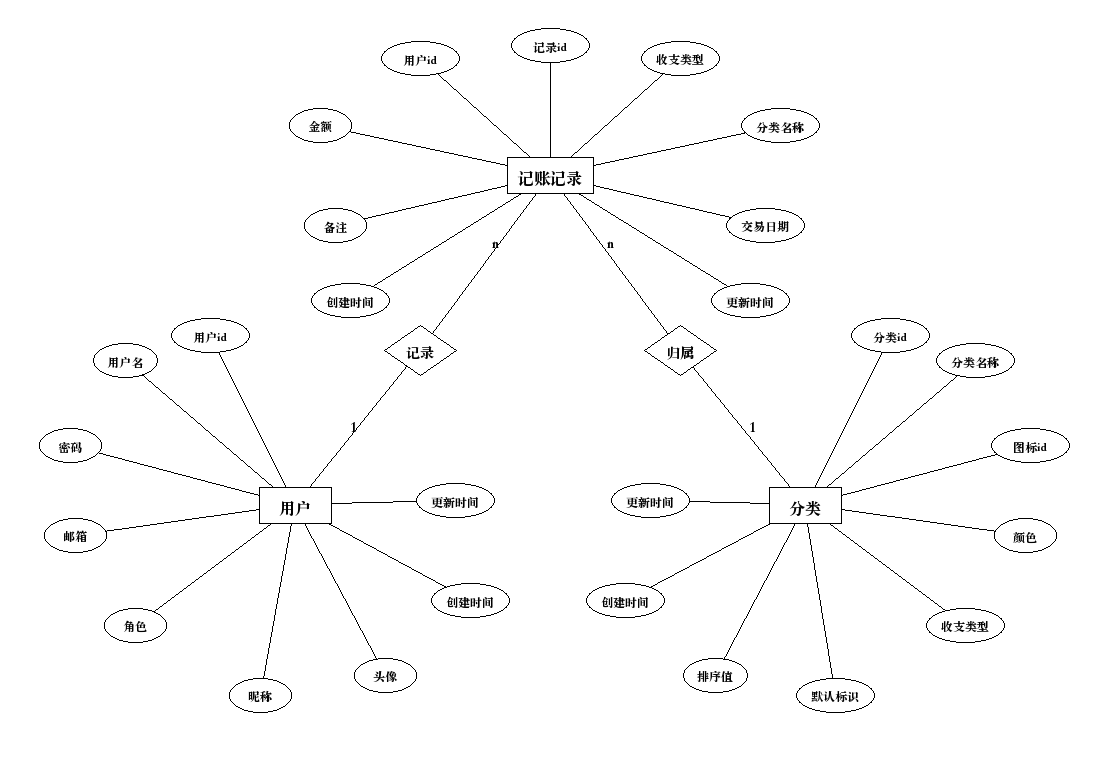 记录id
用户id
收支类型
金额
分类名称
记账记录
备注
交易日期
n
n
创建时间
更新时间
用户id
分类id
用户名
记录
归属
分类名称
1
1
密码
图标id
更新时间
更新时间
用户
分类
邮箱
颜色
创建时间
创建时间
角色
收支类型
头像
排序值
昵称
默认标识